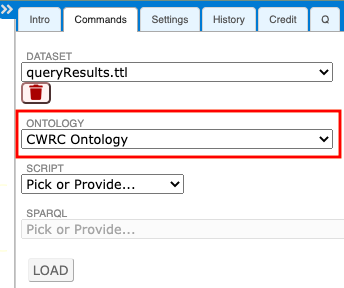 Intro Commands Settings History Credit Q
DATASET
queryResults.ttl
ONTOLOGY
CWRC Ontology
SCRIPT
Pick or Provide...
SPARQL
Pick or Provide...
LOAD